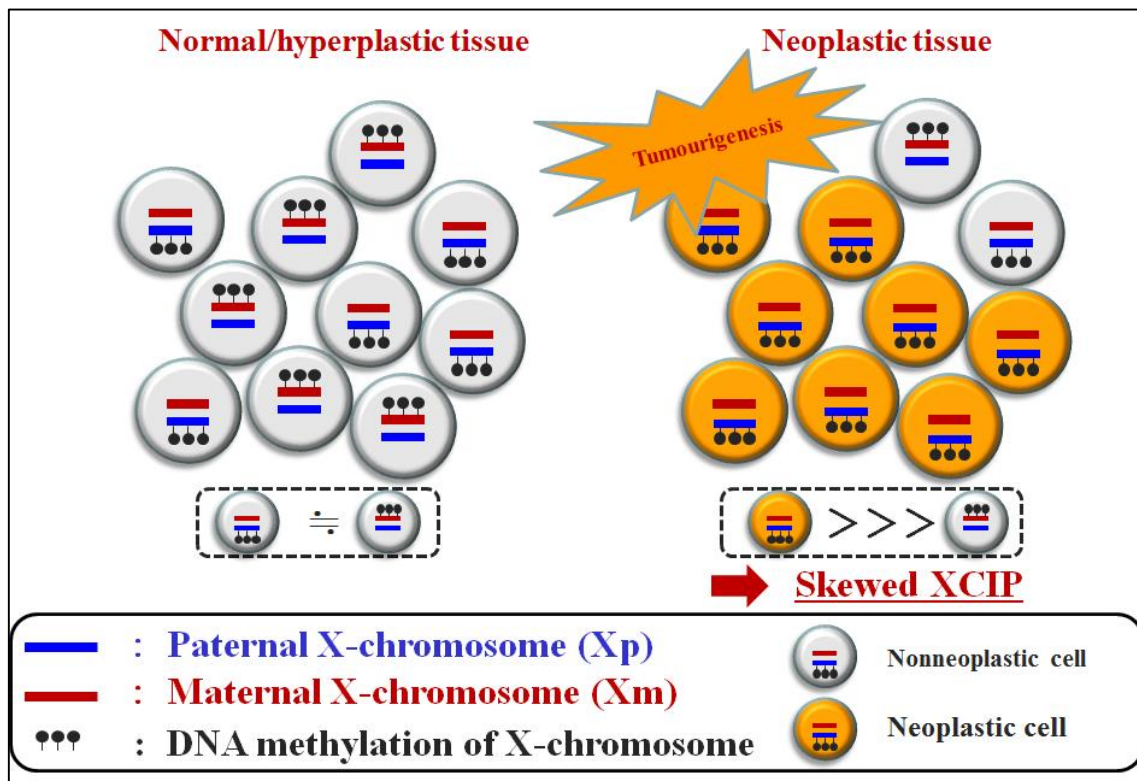 Normal/hyperplastic tissue
Neoplastic tissue
Tumourigenesis
≒
>>>>
Skewed XCIP
: Paternal X-chromosome (Xp)
: Maternal X-chromosome (Xm)
: DNA methylation of X-chromosome
Nonneoplastic cell
Neoplastic cell